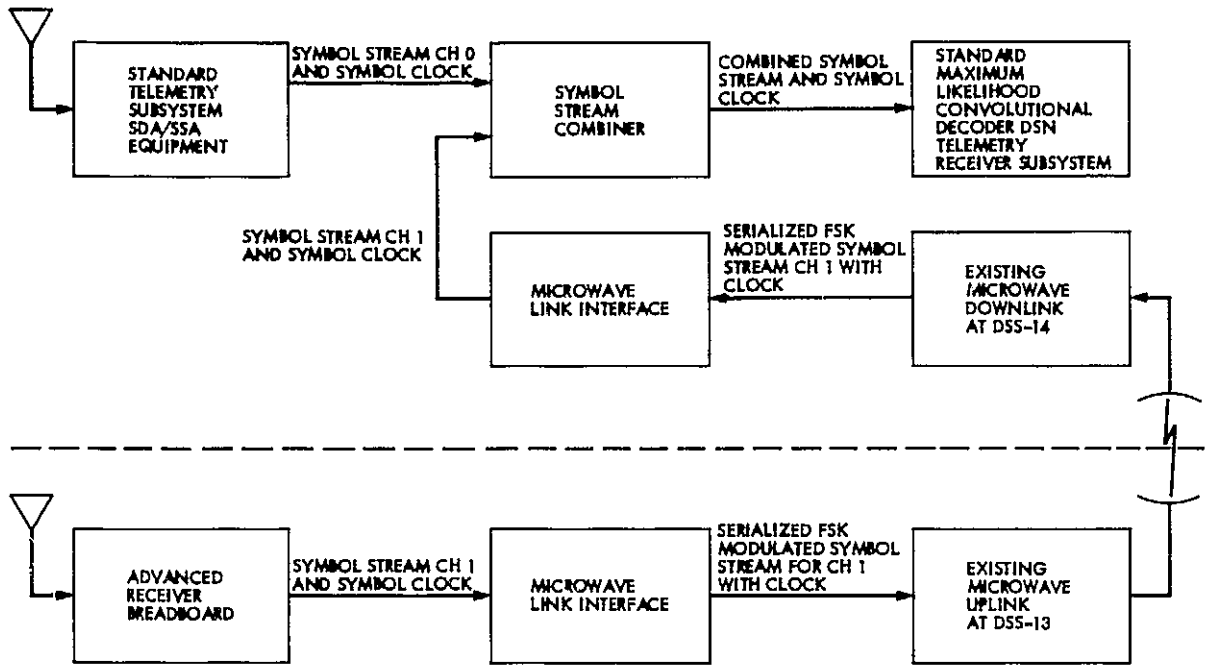 STANDARD
TELEMETRY
SUBSYSTEM
SDA/SSA
EQUIPMENT
SYMBOL STREAM CH 0
AND SYMBOL CLOCK
SYMBOL
STREAM
COMBINER
COMBINED SYMBOL
STREAM AND SYMBOL
CLOCK
STANDARD
MAXIMUM
LIKELIHOOD
CONVOLUTIONAL
DECODER DSN
TELEMETRY
RECEIVER SUBSYSTEM
SYMBOL STREAM CH 1
AND SYMBOL CLOCK
MICROWAVE
LINK INTERFACE
SERIALIZED FSK
MODULATED SYMBOL
STREAM CH 1 WITH
CLOCK
EXISTING
MICROWAVE
DOWNLINK
AT DSS-14
ADVANCED
RECEIVER
BREADBOARD
SYMBOL STREAM CH 1
AND SYMBOL CLOCK
MICROWAVE
LINK INTERFACE
SERIALIZED FSK
MODULATED SYMBOL
STREAM FOR CH 1
WITH CLOCK
EXISTING
MICROWAVE
UPLINK
AT DSS-13